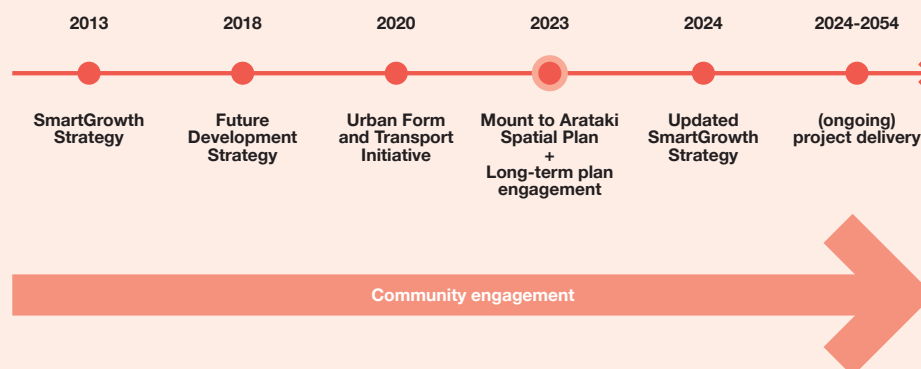 2013
2018
2020
2023
2024
2024-2054
SmartGrowth
Strategy
Future
Development
Strategy
Urban Form
and Transport
Initiative
Mount to Arataki
Spatial Plan
+
Long-term plan
engagement
Updated
SmartGrowth
Strategy
(ongoing)
project delivery
Community engagement